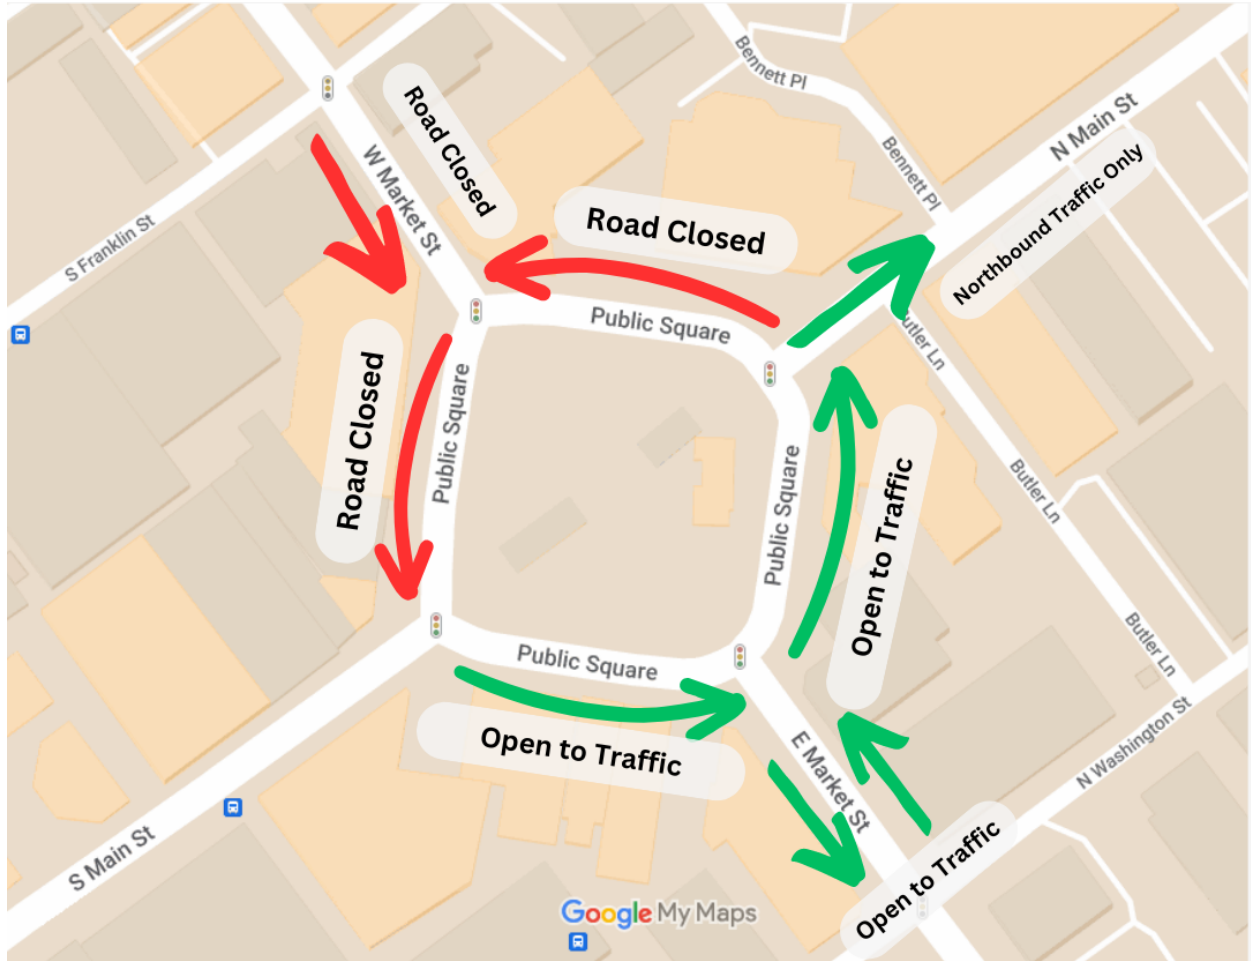 Bennett Pl
N Main St
Road Closed
W Market St
Bennett Pl
Northbound Traffic Only
Road Closed
S Franklin St
Public Square
utler Ln
Road Closed
Public Square
Public Square
Open to Traffic
Butler Ln
Public Square
Butler Ln
Open to Traffic
E Market St
N Washington St
S Main St
Open to Traffic
Google My Maps